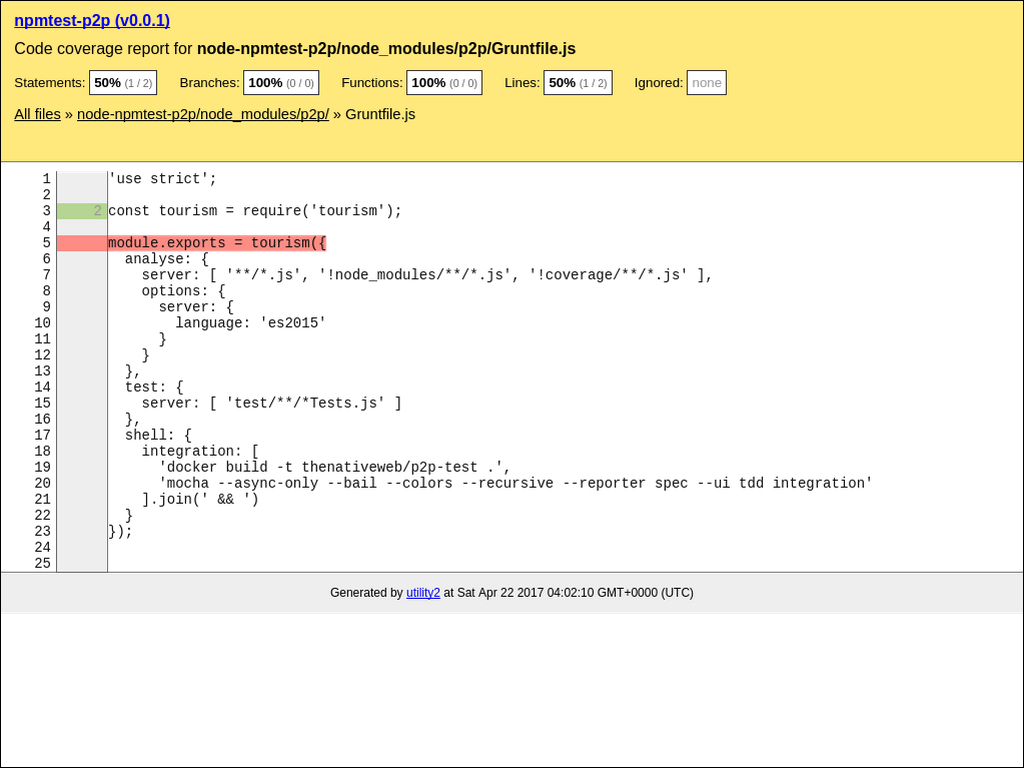 npmtest-p2p (v0.0.1)
Code coverage report for node-npmtest-p2p/node_modules/p2p/Gruntfile.js
Statements: 50% (1 / 2) Branches: 100% (0 / 0) Functions: 100% (0 / 0) Lines: 50% (1 / 2) Ignored: none
All files » node-npmtest-p2p/node_modules/p2p/ » Gruntfile.js
1 'use strict';
2
3 2 const tourism = require('tourism');
4
5 module.exports = tourism({
6   analyse: {
7     server: [ '**/*.js', '!node_modules/**/*.js', '!coverage/**/*.js' ],
8     options: {
9       server: {
10         language: 'es2015'
11       }
12     }
13   },
14   test: {
15     server: [ 'test/**/*Tests.js' ]
16   },
17   shell: {
18     integration: [
19       'docker build -t thenativeweb/p2p-test .',
20       'mocha --async-only --bail --colors --recursive --reporter spec --ui tdd integration'
21     ].join(' && ')
22   }
23 });
24
25
Generated by utility2 at Sat Apr 22 2017 04:02:10 GMT+0000 (UTC)